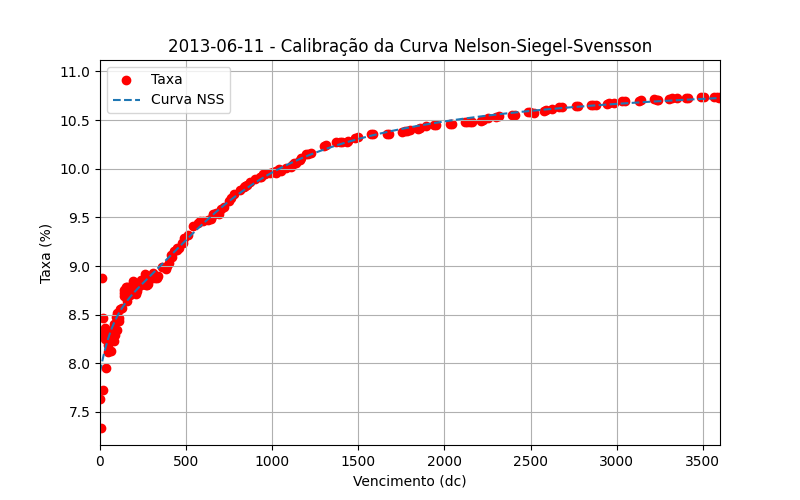 2013-06-11 - Calibração da Curva Nelson-Siegel-Svensson
Taxa
Curva NSS
Taxa (%)
11.0
10.5
10.0
9.5
9.0
8.5
8.0
7.5
0 500 1000 1500 2000 2500 3000 3500
Vencimento (dc)